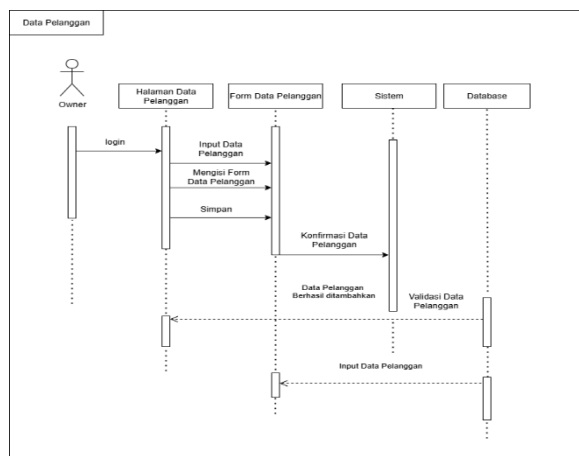 Data Pelanggan
Owner
Halaman Data
Pelanggan
Form Data Pelanggan
Sistem
Database
login
Input Data
Pelanggan
Mengisi Form
Data Pelanggan
Simpan
Konfirmasi Data
Pelanggan
Data Pelanggan
Berhasil ditambahkan
Validasi Data
Pelanggan
Input Data Pelanggan